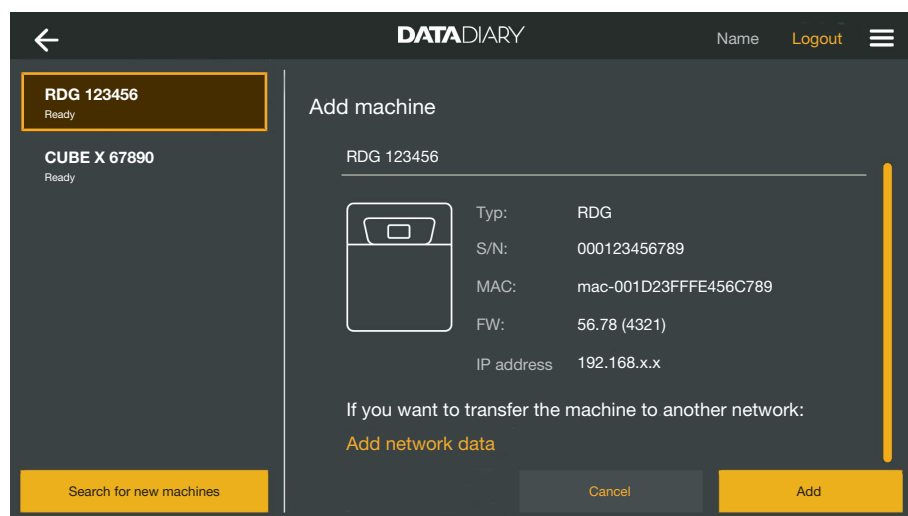 DATADIARY
Name Logout
RDG 123456
Ready
CUBE X 67890
Ready
Search for new machines
Add machine
RDG 123456
Typ: RDG
S/N: 000123456789
MAC: mac-001D23FFFE456C789
FW: 56.78 (4321)
IP address 192.168.x.x
If you want to transfer the machine to another network:
Add network data
Cancel Add